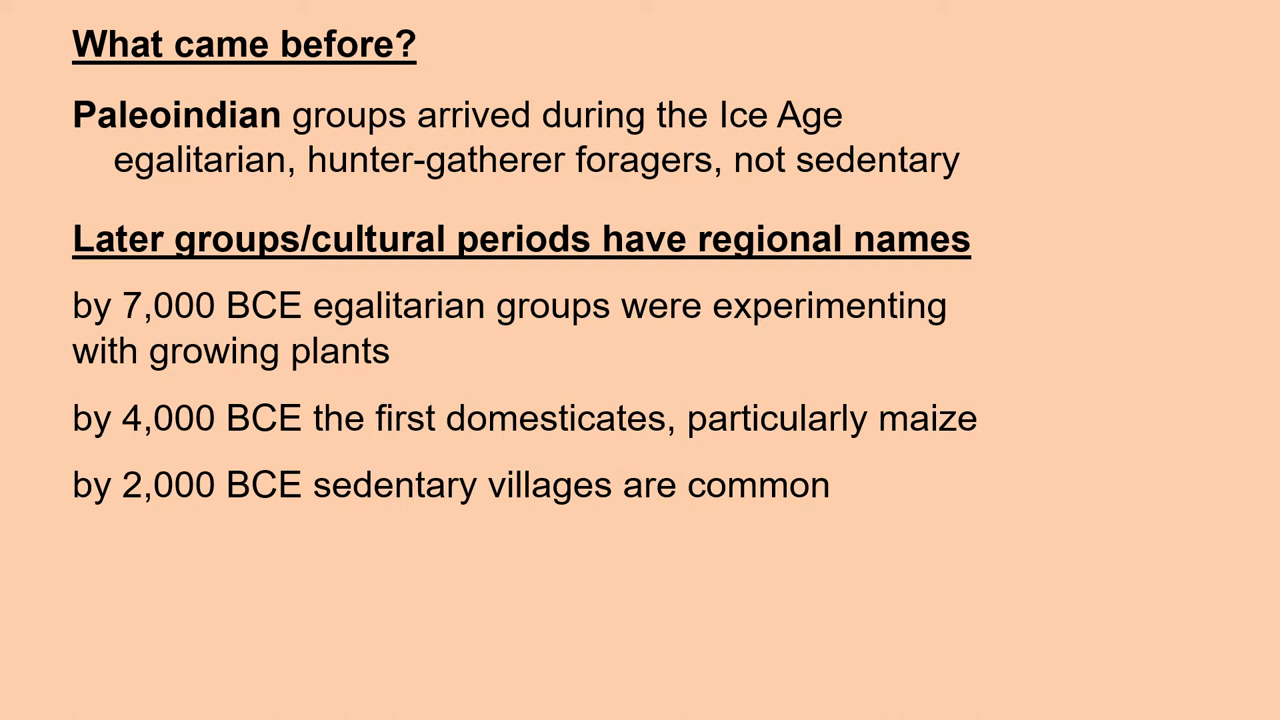 What came before?
Paleoindian groups arrived during the Ice Age
egalitarian, hunter-gatherer foragers, not sedentary
Later groups/cultural periods have regional names
by 7,000 BCE egalitarian groups were experimenting
with growing plants
by 4,000 BCE the first domesticates, particularly maize
by 2,000 BCE sedentary villages are common